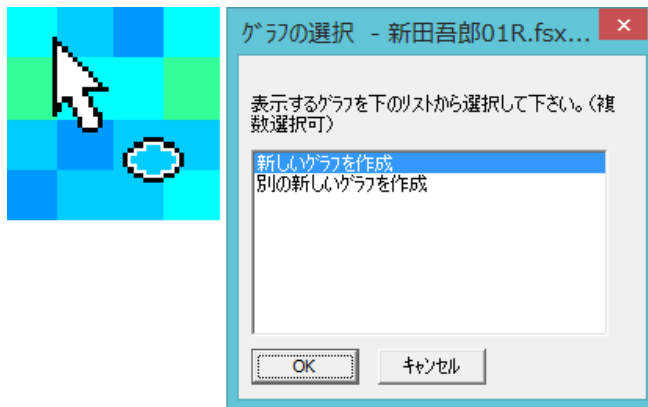 グラフの選択 - 新田吾郎01R.fsx...
表示するグラフを下のリストから選択して下さい。(複
数選択可)
新しいグラフを作成
別の新しいグラフを作成
OK キャンセル